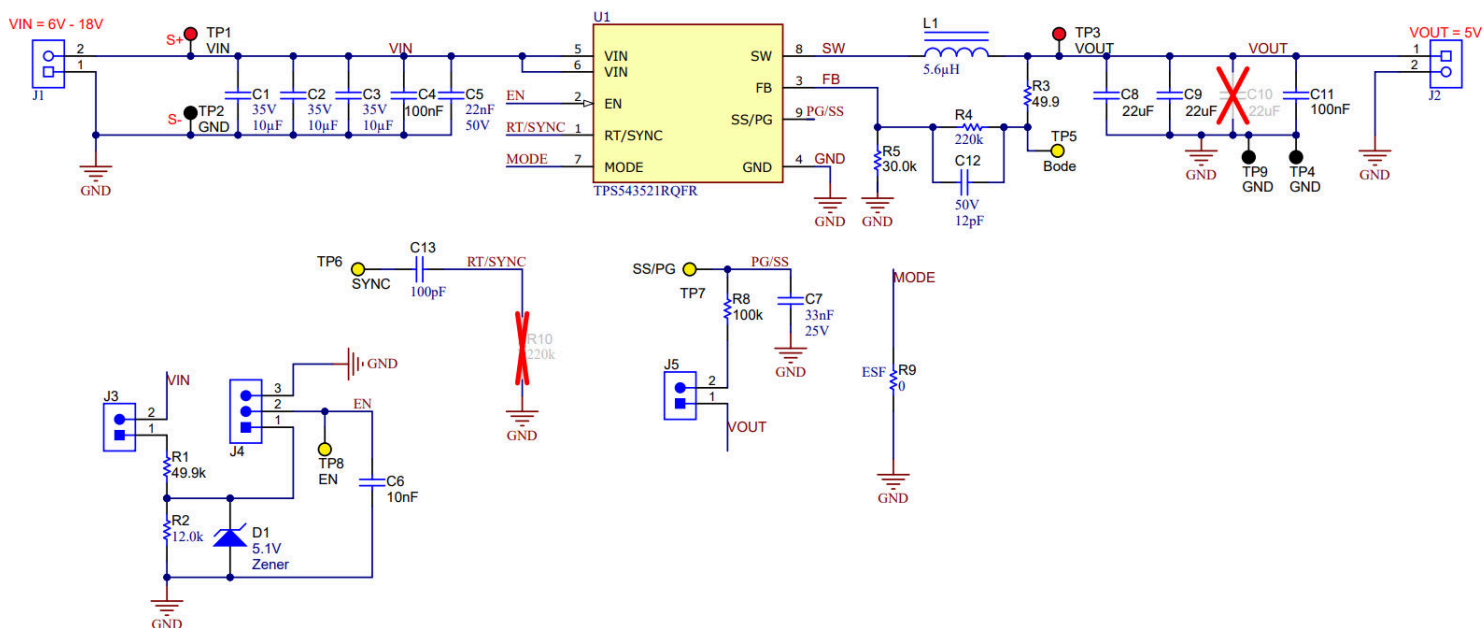 VIN = 6V - 18V
S+
TP1
VIN
2
1
J1
TP2
GND
S-
GND
VIN
C1
35V
10µF
C2
35V
10µF
C3
35V
10µF
C4
100nF
C5
22nF
50V
U1
5
VIN
6
VIN
EN
2
EN
RT/SYNC
1
RT/SYNC
MODE
7
MODE
SW
8
SW
FB
3
FB
SS/PG
9
PG/SS
GND
4
GND
TPS543521RQFR
GND
L1
5.6µH
R5
30.0k
GND
R4
220k
C12
50V
12pF
R3
49.9
TP5
Bode
TP3
VOUT
C8
22uF
C9
22uF
VOUT
C10
22uF
C11
100nF
GND
TP9
GND
TP4
GND
VOUT = 5V
1
2
J2
GND
TP6
SYNC
C13
100pF
RT/SYNC
R10
220k
GND
SS/PG
TP7
PG/SS
R8
100k
C7
33nF
25V
GND
J5
2
1
VOUT
MODE
ESF
R9
0
GND
VIN
J3
2
1
R1
49.9k
R2
12.0k
D1
5.1V
Zener
GND
J4
3
2
1
GND
EN
TP8
EN
C6
10nF